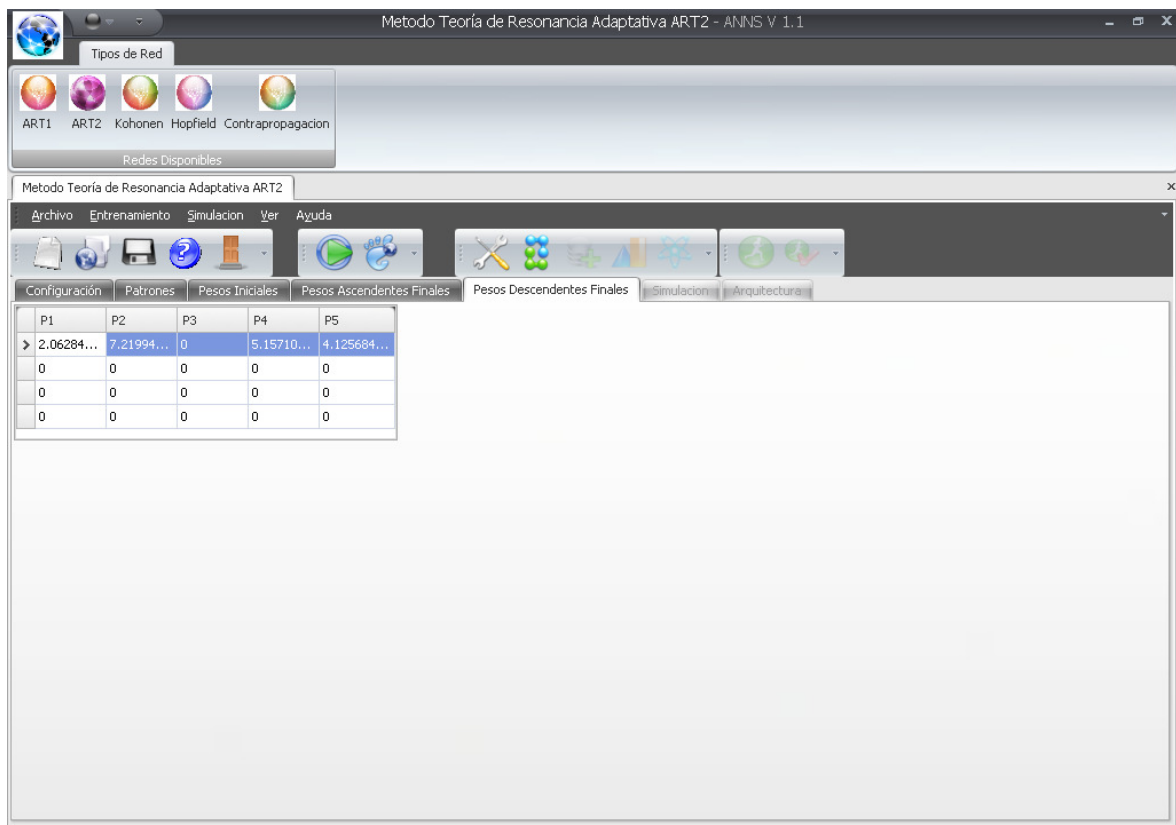 Metodo Teoría de Resonancia Adaptativa ART2 - ANNS V 1.1
Tipos de Red
ART1 ART2 Kohonen Hopfield Contrapropagacion
Redes Disponibles
Metodo Teoría de Resonancia Adaptativa ART2
Archivo Entrenamiento Simulacion Ver Ayuda
Configuración Patrones Pesos Iniciales Pesos Ascendentes Finales Pesos Descendentes Finales Simulacion Arquitectura
P1 P2 P3 P4 P5
2.06284... 7.21994... 0 5.15710... 4.125684...
0 0 0 0 0
0 0 0 0 0
0 0 0 0 0